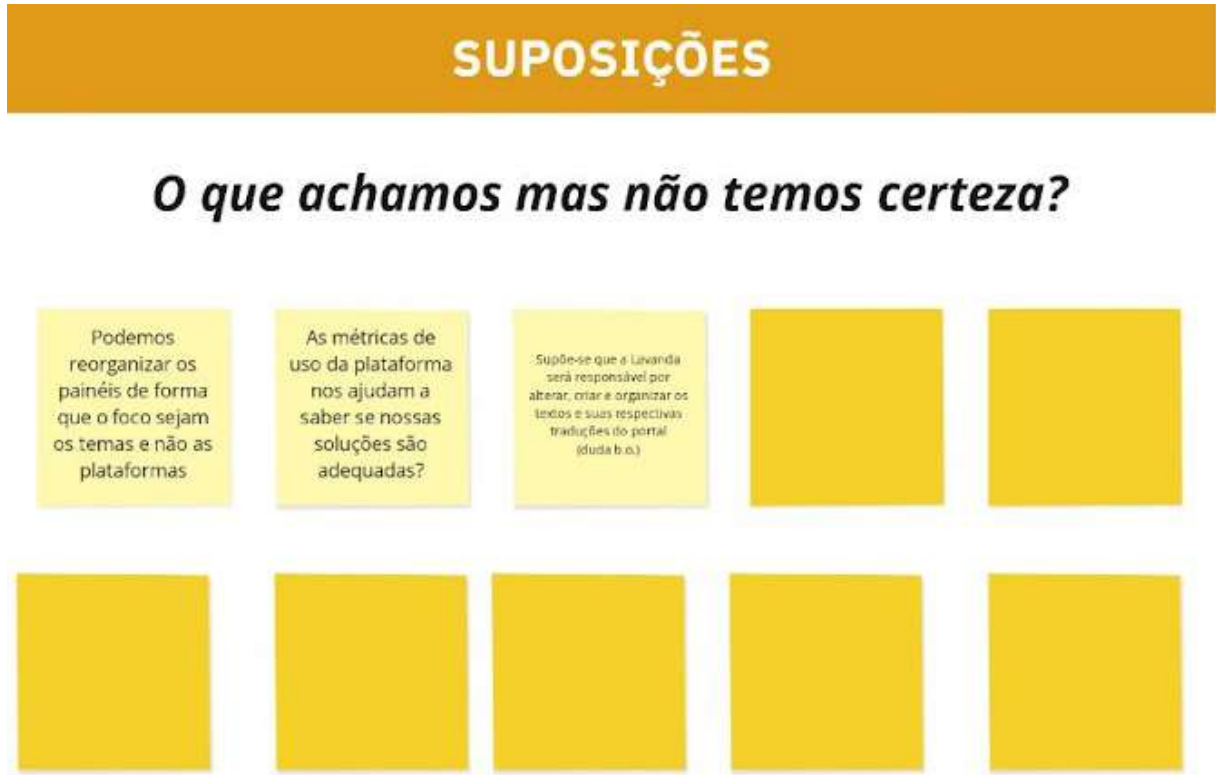 SUPOSIÇÕES
O que achamos mas não temos certeza?
Podemos
reorganizar os
painéis de forma
que o foco sejam
os temas e não as
plataformas
As métricas de
uso da plataforma
nos ajudam a
saber se nossas
soluções são
adequadas?
Supõe-se que a Lavanda
será responsável por
alterar, criar e organizar os
textos e suas respectivas
traduções do portal
(duda b.o.)